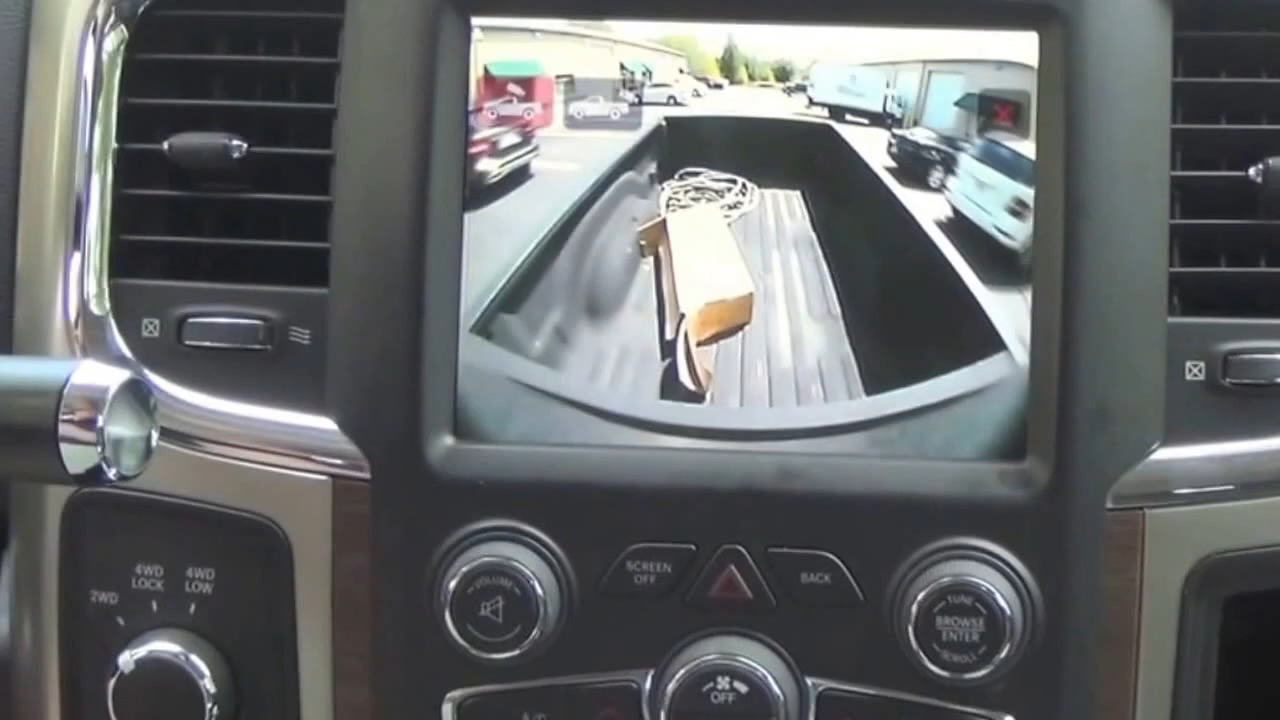 4WD
LOCK
4WD
LOW
2WD
VOLUME
SCREEN
OFF
BACK
TUNE
BROWSE
ENTER
SCROLL
OFF
A/C